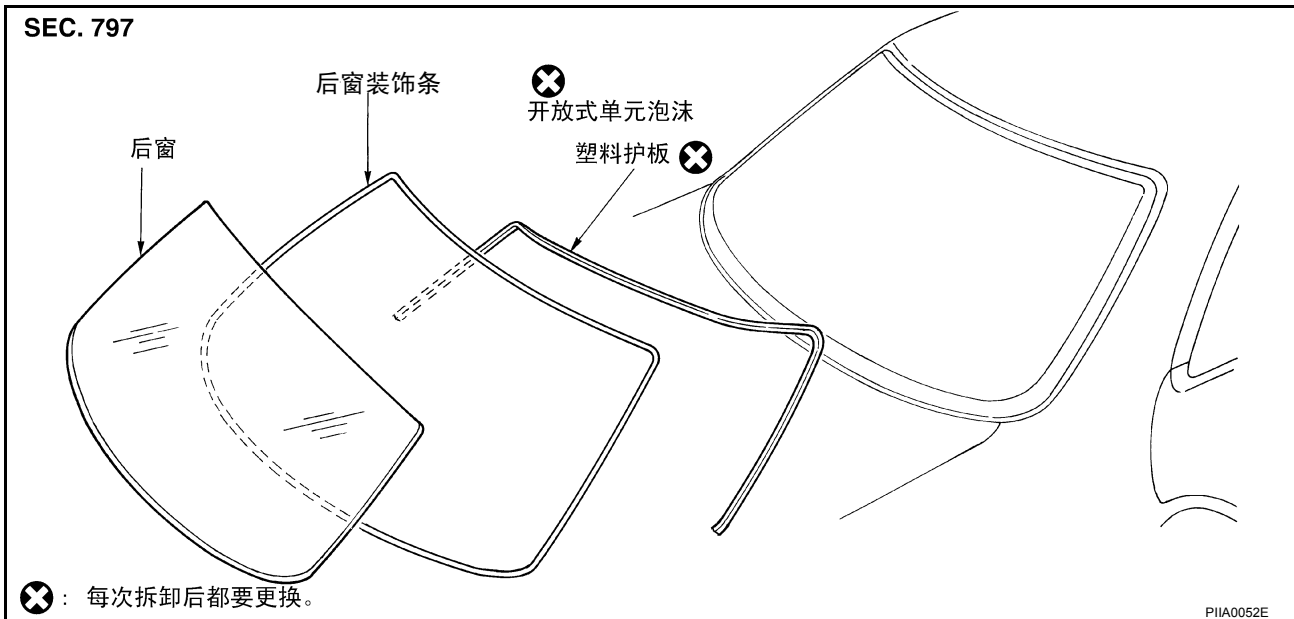 SEC. 797
后窗装饰条
开放式单元泡沫
后窗
塑料护板
: 每次拆卸后都要更换。
PIIA0052E